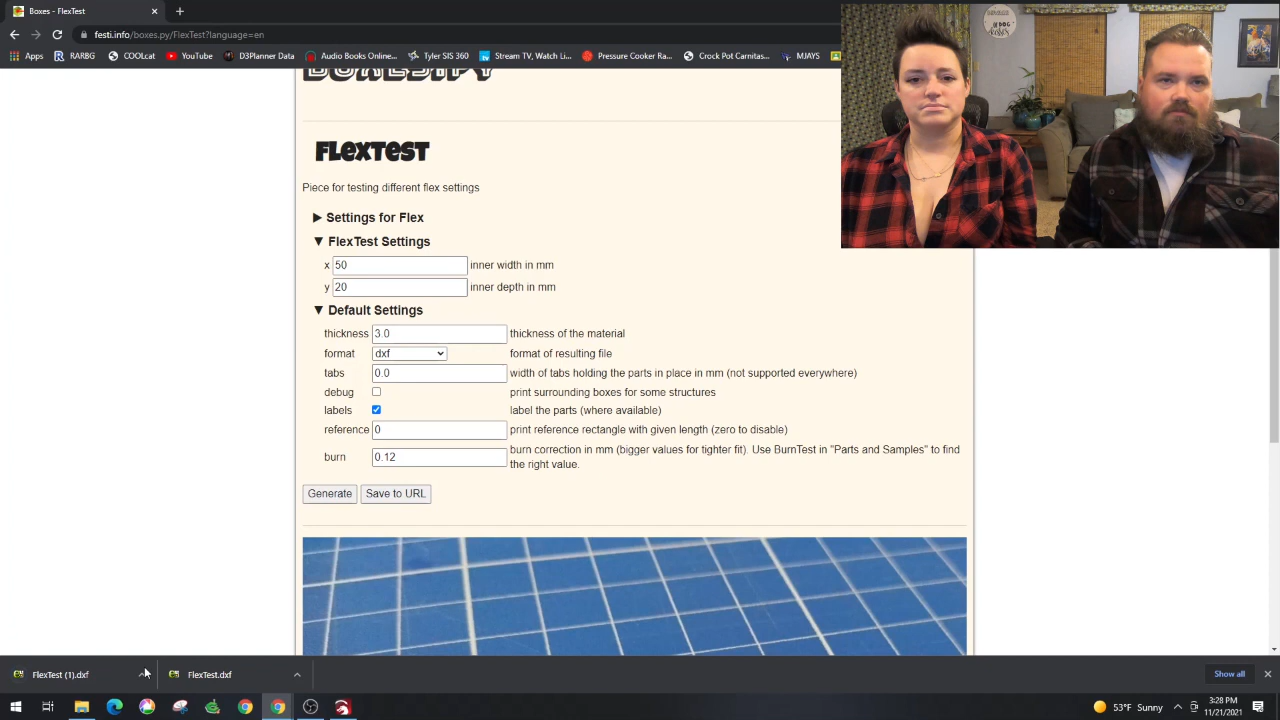 Boxes - FlexTest
festi.info/boxes.py/FlexTest?language=en
Apps RARBG COOLcat YouTube D3Planner Data Audio Books Online... Tyler SIS 360 Stream TV, Watch Li... Pressure Cooker Ra... Crock Pot Carnitas... MJAYS
FLEXTEST
Piece for testing different flex settings
▶ Settings for Flex
▼ FlexTest Settings
x 50 inner width in mm
y 20 inner depth in mm
▼ Default Settings
thickness 3.0 thickness of the material
format dxf format of resulting file
tabs 0.0 width of tabs holding the parts in place in mm (not supported everywhere)
debug print surrounding boxes for some structures
labels label the parts (where available)
reference 0 print reference rectangle with given length (zero to disable)
burn 0.12 burn correction in mm (bigger values for tighter fit). Use BurnTest in "Parts and Samples" to find
the right value.
Generate Save to URL
FlexTest (1).dxf FlexTest.dxf Show all
53°F Sunny 3:28 PM
11/21/2021